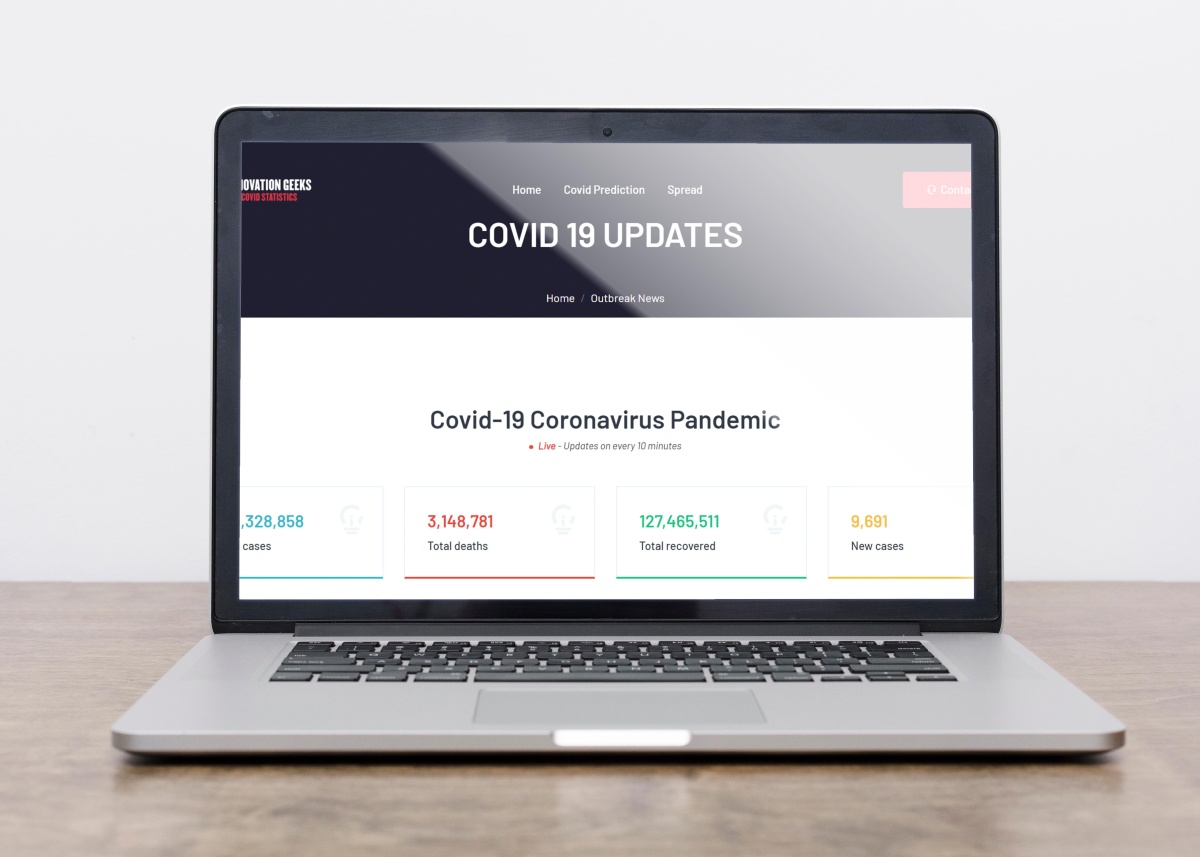 OVATION GEEKS
COVID STATISTICS
Home Covid Prediction Spread
Conta
COVID 19 UPDATES
Home / Outbreak News
Covid-19 Coronavirus Pandemic
Live - Updates on every 10 minutes
,328,858
cases
3,148,781
Total deaths
127,465,511
Total recovered
9,691
New cases